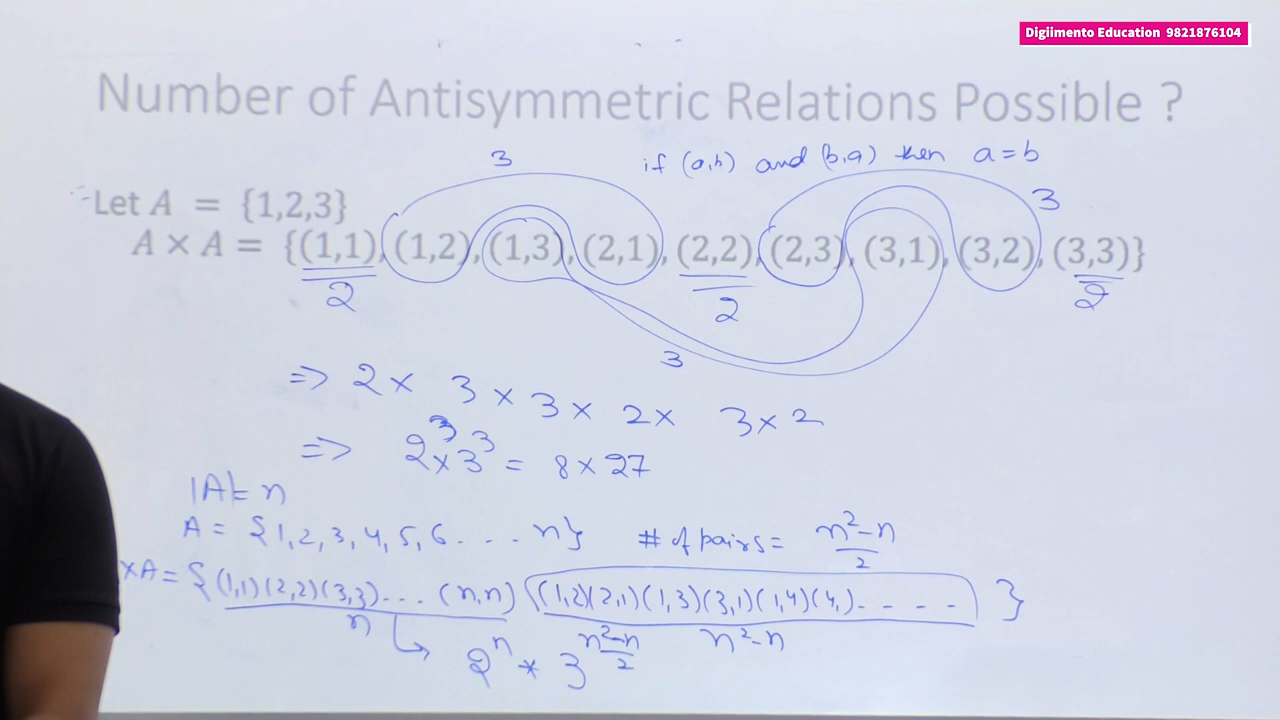 Digiimento Education 9821876104
Number of Antisymmetric Relations Possible ?
3 if (a,b) and (b,a) then a=b
Let A = {1,2,3}
3
A × A = {(1,1), (1,2), (1,3), (2,1), (2,2), (2,3), (3,1), (3,2), (3,3)}
2 2 2
3
=> 2 × 3 × 3 × 2 × 3 × 2
=> 2³ × 3³ = 8 × 27
|A| = n
A = {1, 2, 3, 4, 5, 6 . . . . n} # of pairs = n²-n/2
×A = {(1,1)(2,2)(3,3)... (n,n) (1,2)(2,1)(1,3)(3,1)(1,4)(4,)- - - - - }
n n²-n
2ⁿ * 3^(n²-n/2)